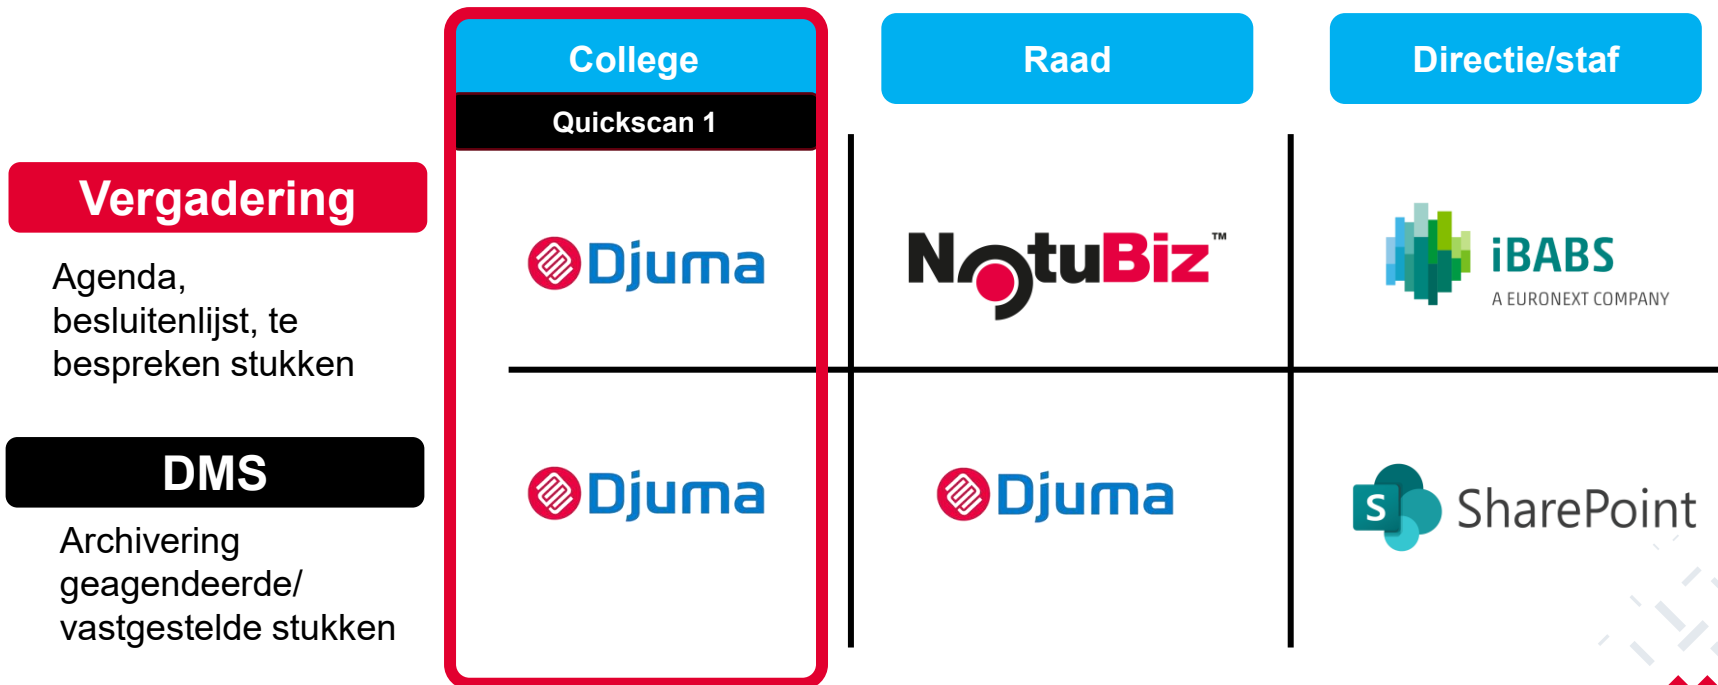 College
Raad
Directie/staf
Quickscan 1
Vergadering
Agenda,
besluitenlijst, te
bespreken stukken
Djuma
NotuBiz™
iBABS
A EURONEXT COMPANY
DMS
Archivering
geagendeerde/
vastgestelde stukken
Djuma
Djuma
S SharePoint